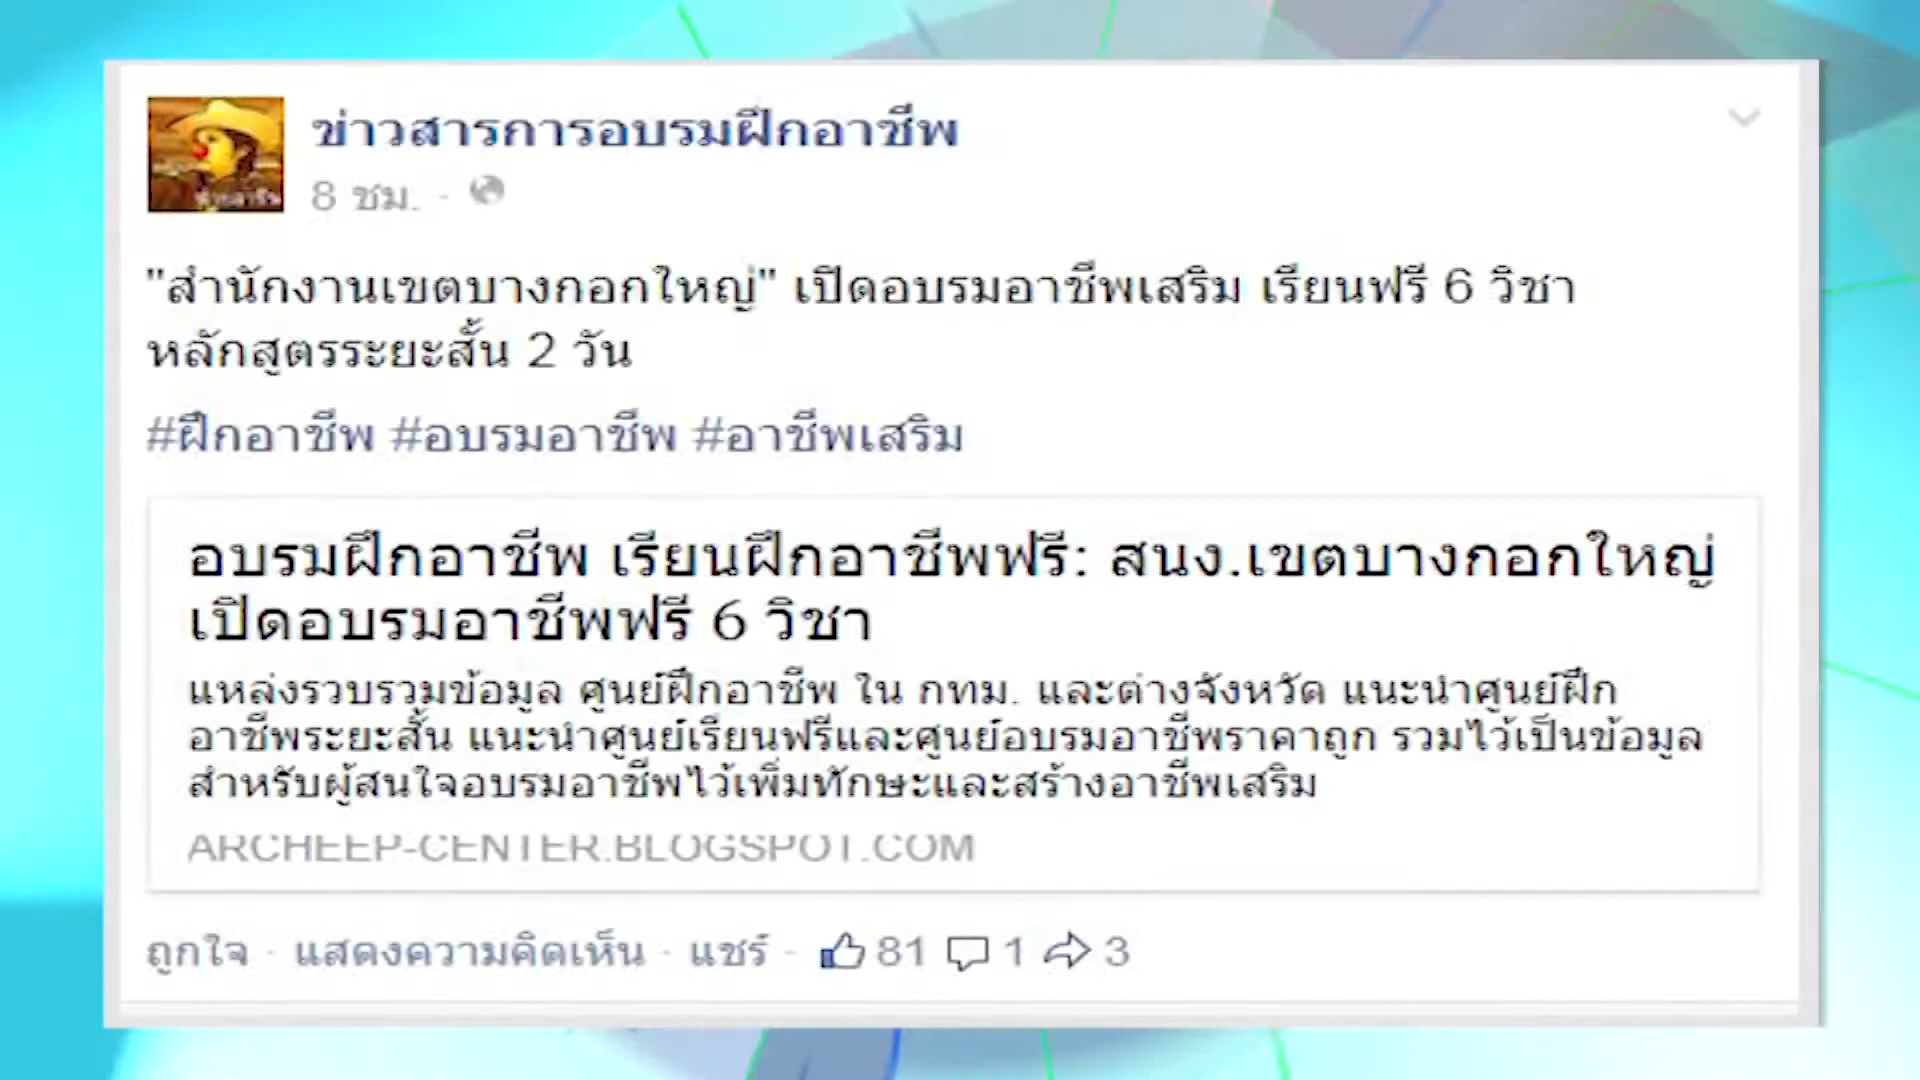 ข่าวสารการอบรมฝึกอาชีพ
8 ชม. ·
"สำนักงานเขตบางกอกใหญ่" เปิดอบรมอาชีพเสริม เรียนฟรี 6 วิชา
หลักสูตรระยะสั้น 2 วัน
#ฝึกอาชีพ #อบรมอาชีพ #อาชีพเสริม
อบรมฝึกอาชีพ เรียนฝึกอาชีพฟรี: สนง.เขตบางกอกใหญ่
เปิดอบรมอาชีพฟรี 6 วิชา
แหล่งรวบรวมข้อมูล ศูนย์ฝึกอาชีพ ใน กทม. และต่างจังหวัด แนะนำศูนย์ฝึก
อาชีพระยะสั้น แนะนำศูนย์เรียนฟรีและศูนย์อบรมอาชีพราคาถูก รวมไว้เป็นข้อมูล
สำหรับผู้สนใจอบรมอาชีพไว้เพิ่มทักษะและสร้างอาชีพเสริม
ARCHEEP-CENTER.BLOGSPOT.COM
ถูกใจ · แสดงความคิดเห็น · แชร์ · 81 1 3